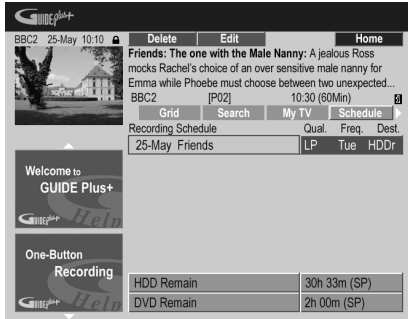 GUIDE plus+
BBC2 25-May 10:10
Delete Edit Home
Friends: The one with the Male Nanny: A jealous Ross
mocks Rachel's choice of an over sensitive male nanny for
Emma while Phoebe must choose between two unexpected...
BBC2 [P02] 10:30 (60Min)
Grid Search My TV Schedule
Recording Schedule Qual. Freq. Dest.
25-May Friends LP Tue HDDr
Welcome to
GUIDE Plus+
GUIDE plus+ Help
One-Button
Recording
GUIDE plus+ Help
HDD Remain 30h 33m (SP)
DVD Remain 2h 00m (SP)